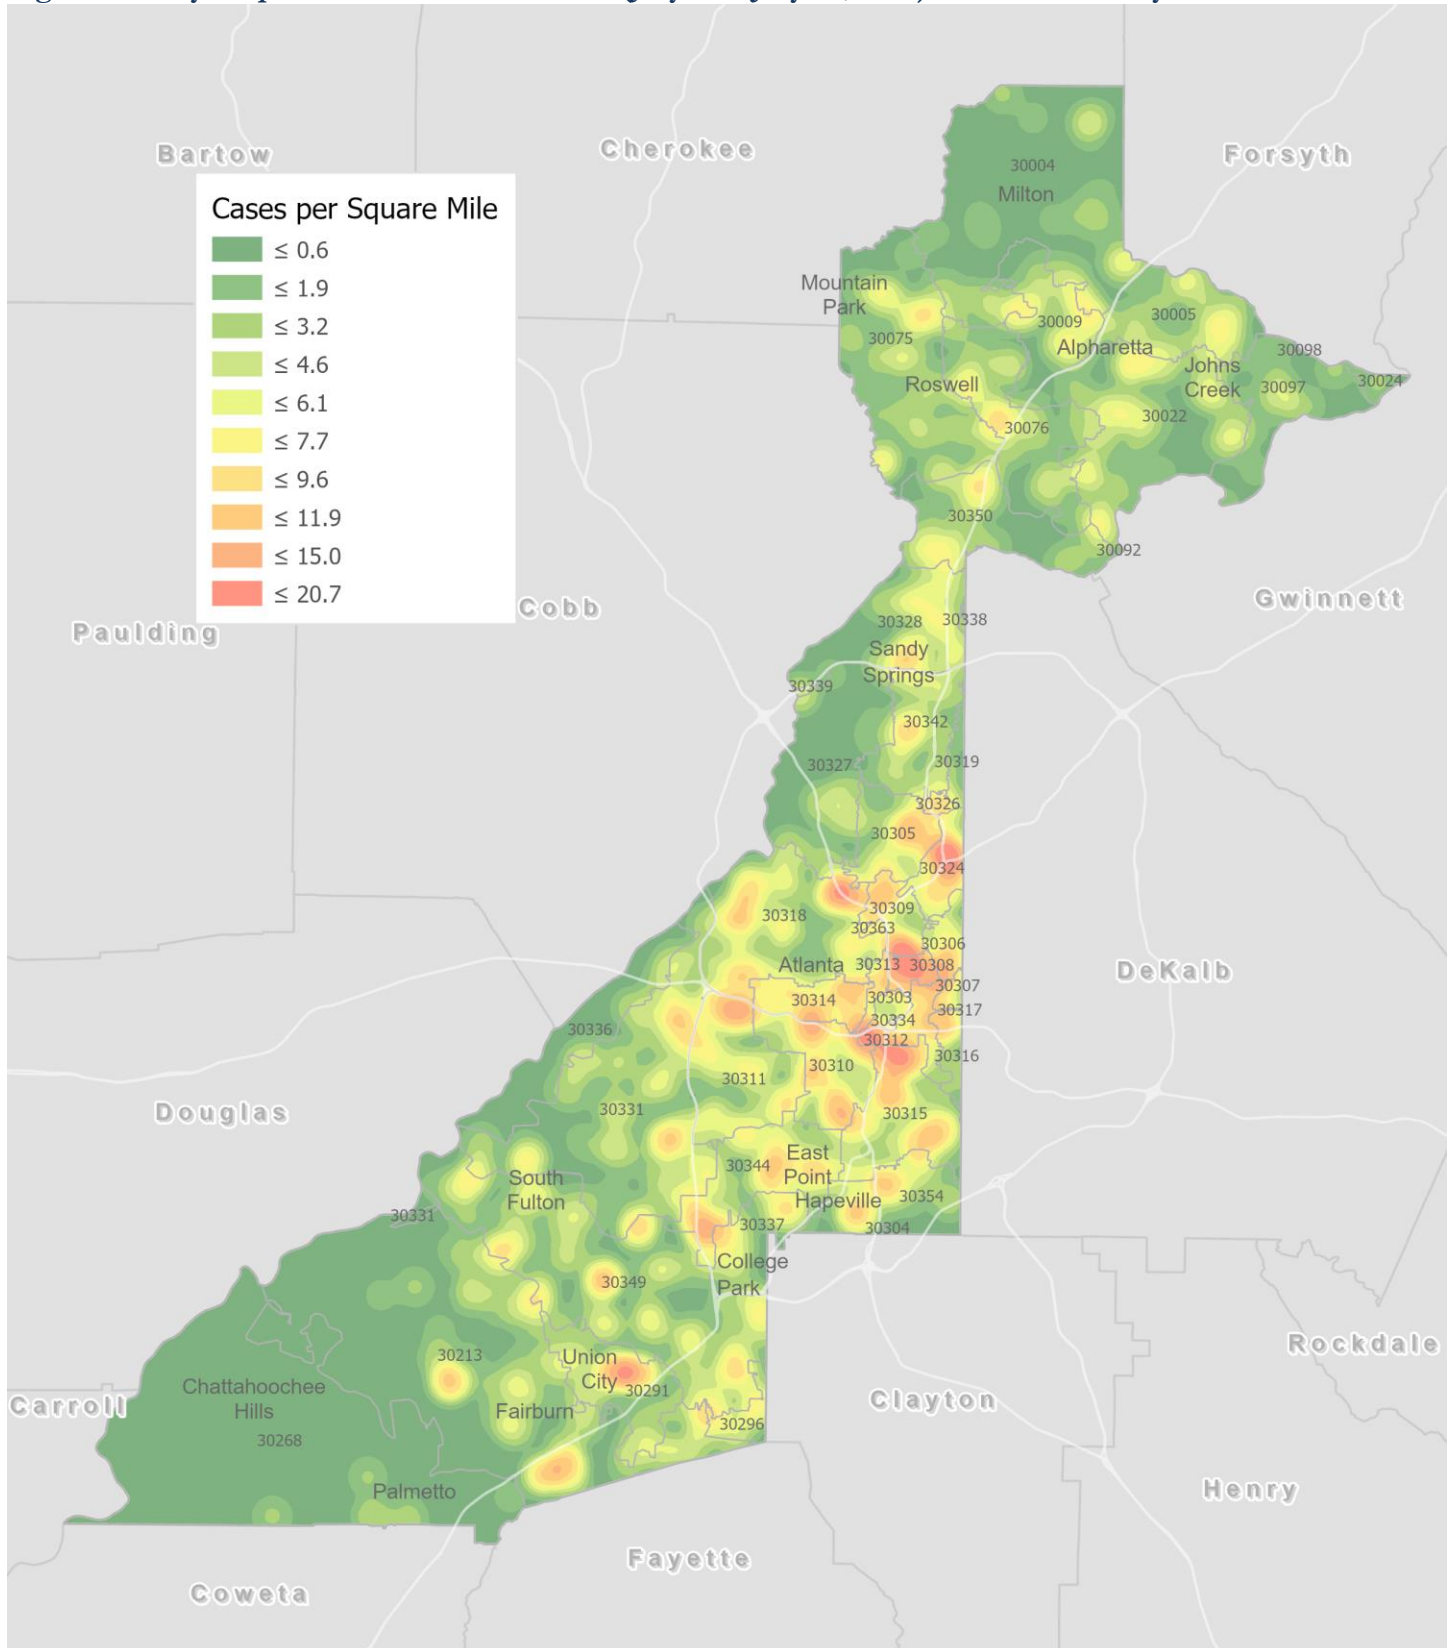 Bartow
Cherokee
Forsyth
Cases per Square Mile
≤ 0.6
≤ 1.9
≤ 3.2
≤ 4.6
≤ 6.1
≤ 7.7
≤ 9.6
≤ 11.9
≤ 15.0
≤ 20.7
30004
Milton
Mountain
Park
30075
30009
30005
Alpharetta
30098
Johns
Creek
30097
30024
Roswell
30076
30022
30350
30092
Paulding
Cobb
Gwinnett
30328
30338
Sandy
Springs
30339
30342
30327
30319
30326
30305
30324
30318
30309
30363
30306
Atlanta
30313
30308
30307
DeKalb
30314
30303
30317
30334
30336
30312
30316
30310
30311
Douglas
30331
30315
30344
East
Point
South
Fulton
Hapeville
30354
30331
30337
30304
College
Park
30349
Rockdale
30213
Union
City
30291
Chattahoochee
Hills
Carroll
Fairburn
30296
Clayton
30268
Palmetto
Henry
Fayette
Coweta